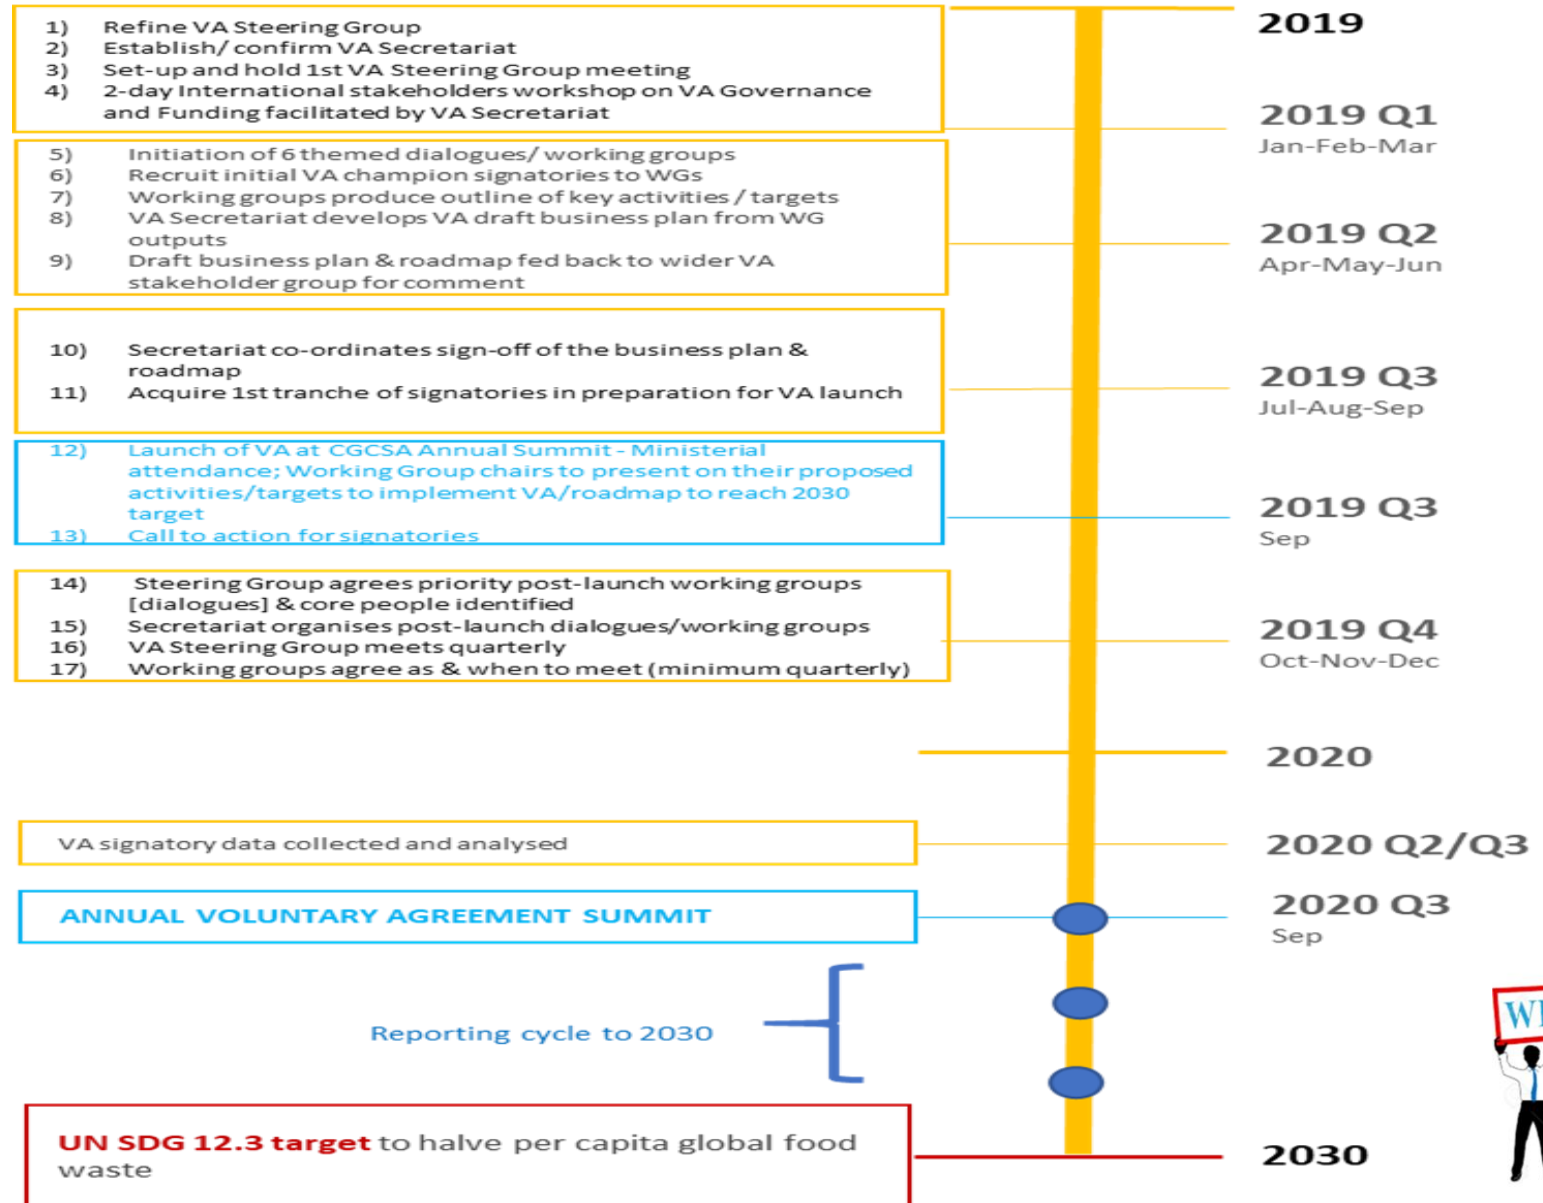 1) Refine VA Steering Group
2) Establish/ confirm VA Secretariat
3) Set-up and hold 1st VA Steering Group meeting
4) 2-day International stakeholders workshop on VA Governance
and Funding facilitated by VA Secretariat
2019
2019 Q1
Jan-Feb-Mar
5) Initiation of 6 themed dialogues/ working groups
6) Recruit initial VA champion signatories to WGs
7) Working groups produce outline of key activities / targets
8) VA Secretariat develops VA draft business plan from WG
outputs
9) Draft business plan & roadmap fed back to wider VA
stakeholder group for comment
2019 Q2
Apr-May-Jun
10) Secretariat co-ordinates sign-off of the business plan &
roadmap
11) Acquire 1st tranche of signatories in preparation for VA launch
2019 Q3
Jul-Aug-Sep
12) Launch of VA at CGCSA Annual Summit - Ministerial
attendance; Working Group chairs to present on their proposed
activities/targets to implement VA/roadmap to reach 2030
target
13) Call to action for signatories
2019 Q3
Sep
14) Steering Group agrees priority post-launch working groups
[dialogues] & core people identified
15) Secretariat organises post-launch dialogues/working groups
16) VA Steering Group meets quarterly
17) Working groups agree as & when to meet (minimum quarterly)
2019 Q4
Oct-Nov-Dec
2020
VA signatory data collected and analysed
2020 Q2/Q3
ANNUAL VOLUNTARY AGREEMENT SUMMIT
2020 Q3
Sep
Reporting cycle to 2030
UN SDG 12.3 target to halve per capita global food
waste
2030